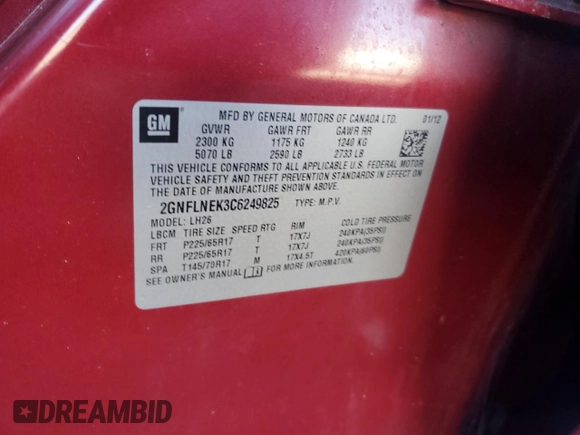 GM
MFD BY GENERAL MOTORS OF CANADA LTD. 01/12
GVWR GAWR FRT GAWR RR
2300 KG 1175 KG 1240 KG
5070 LB 2590 LB 2733 LB
THIS VEHICLE CONFORMS TO ALL APPLICABLE U.S. FEDERAL MOTOR
VEHICLE SAFETY AND THEFT PREVENTION STANDARDS IN EFFECT ON
THE DATE OF MANUFACTURE SHOWN ABOVE.
2GNFLNEK3C6249825 TYPE: M.P.V.
MODEL: LH26
LBCM TIRE SIZE SPEED RTG RIM COLD TIRE PRESSURE
FRT P225/65R17 T 17X7J 240KPA(35PSI)
RR P225/65R17 T 17X7J 240KPA(35PSI)
SPA T145/70R17 M 17X4.5T 420KPA(60PSI)
SEE OWNER'S MANUAL FOR MORE INFORMATION
DREAMBID